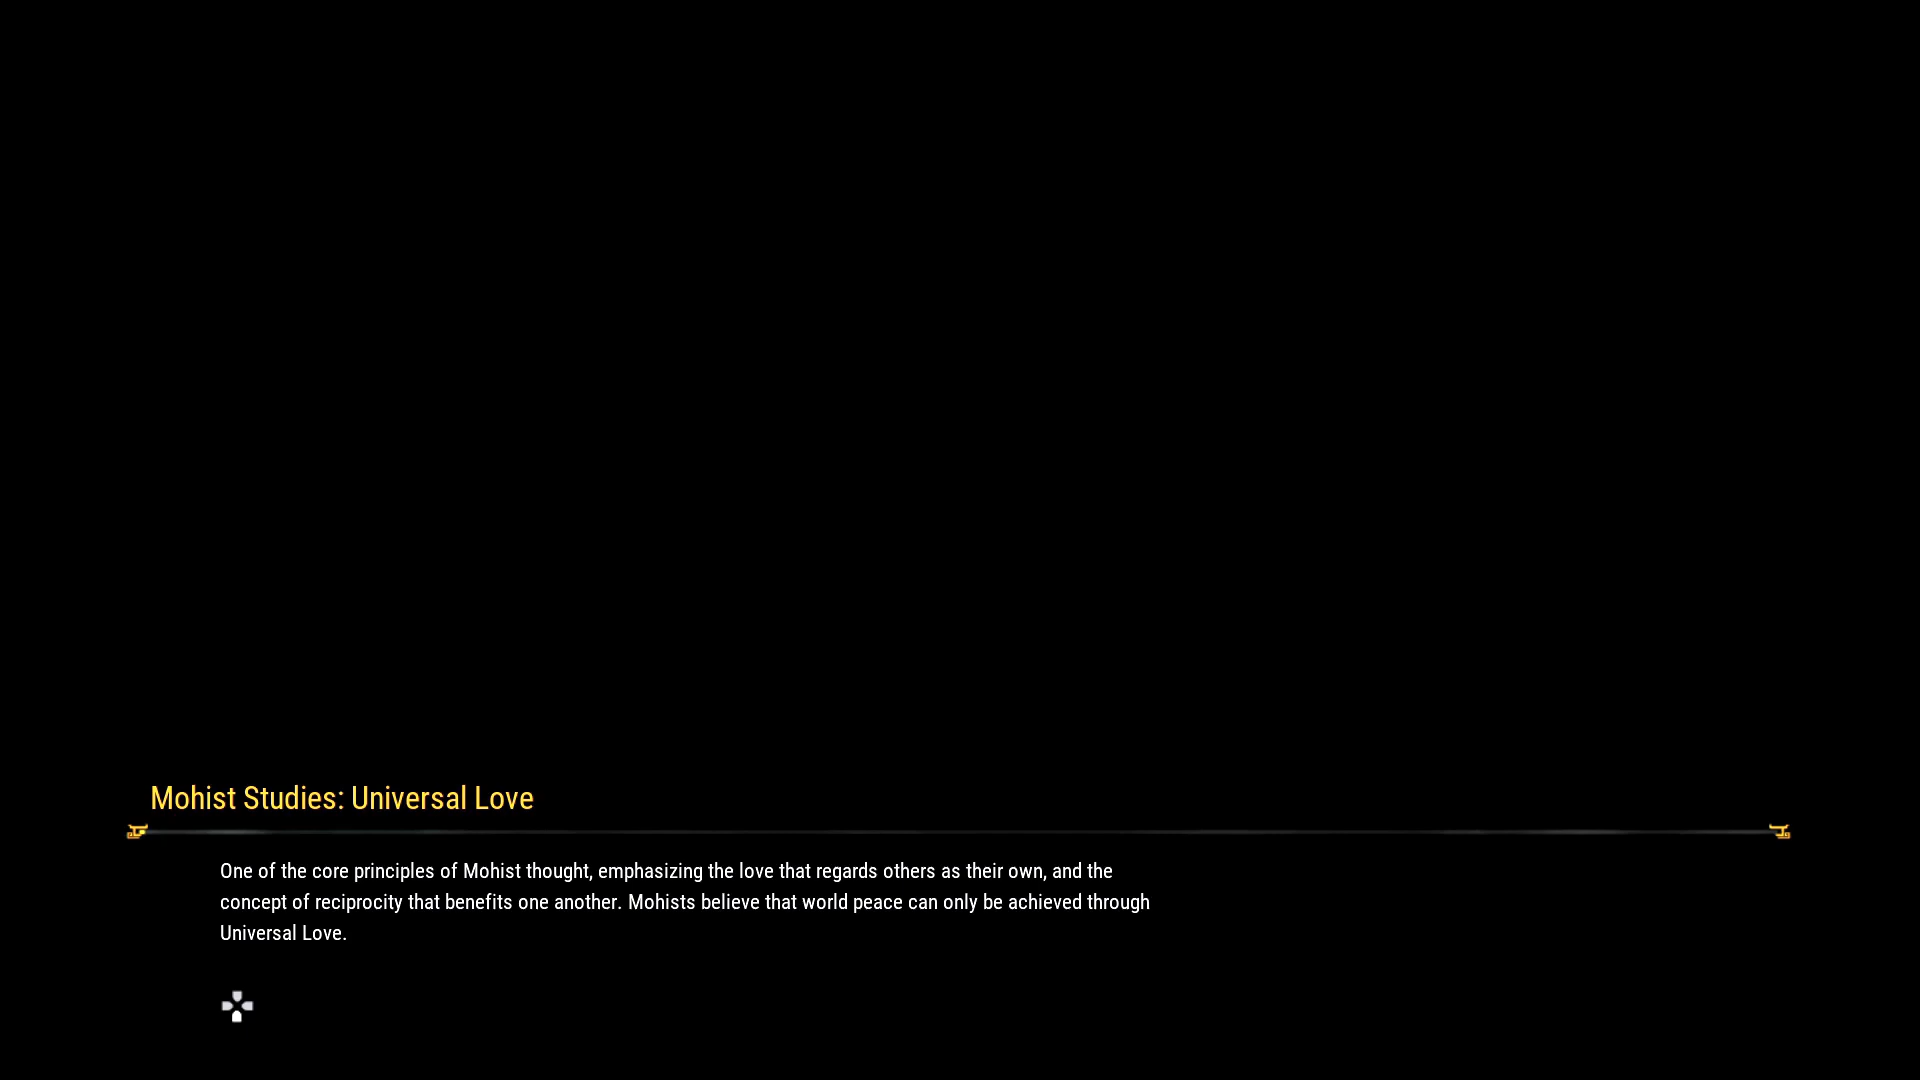 Mohist Studies: Universal Love
One of the core principles of Mohist thought, emphasizing the love that regards others as their own, and the
concept of reciprocity that benefits one another. Mohists believe that world peace can only be achieved through
Universal Love.